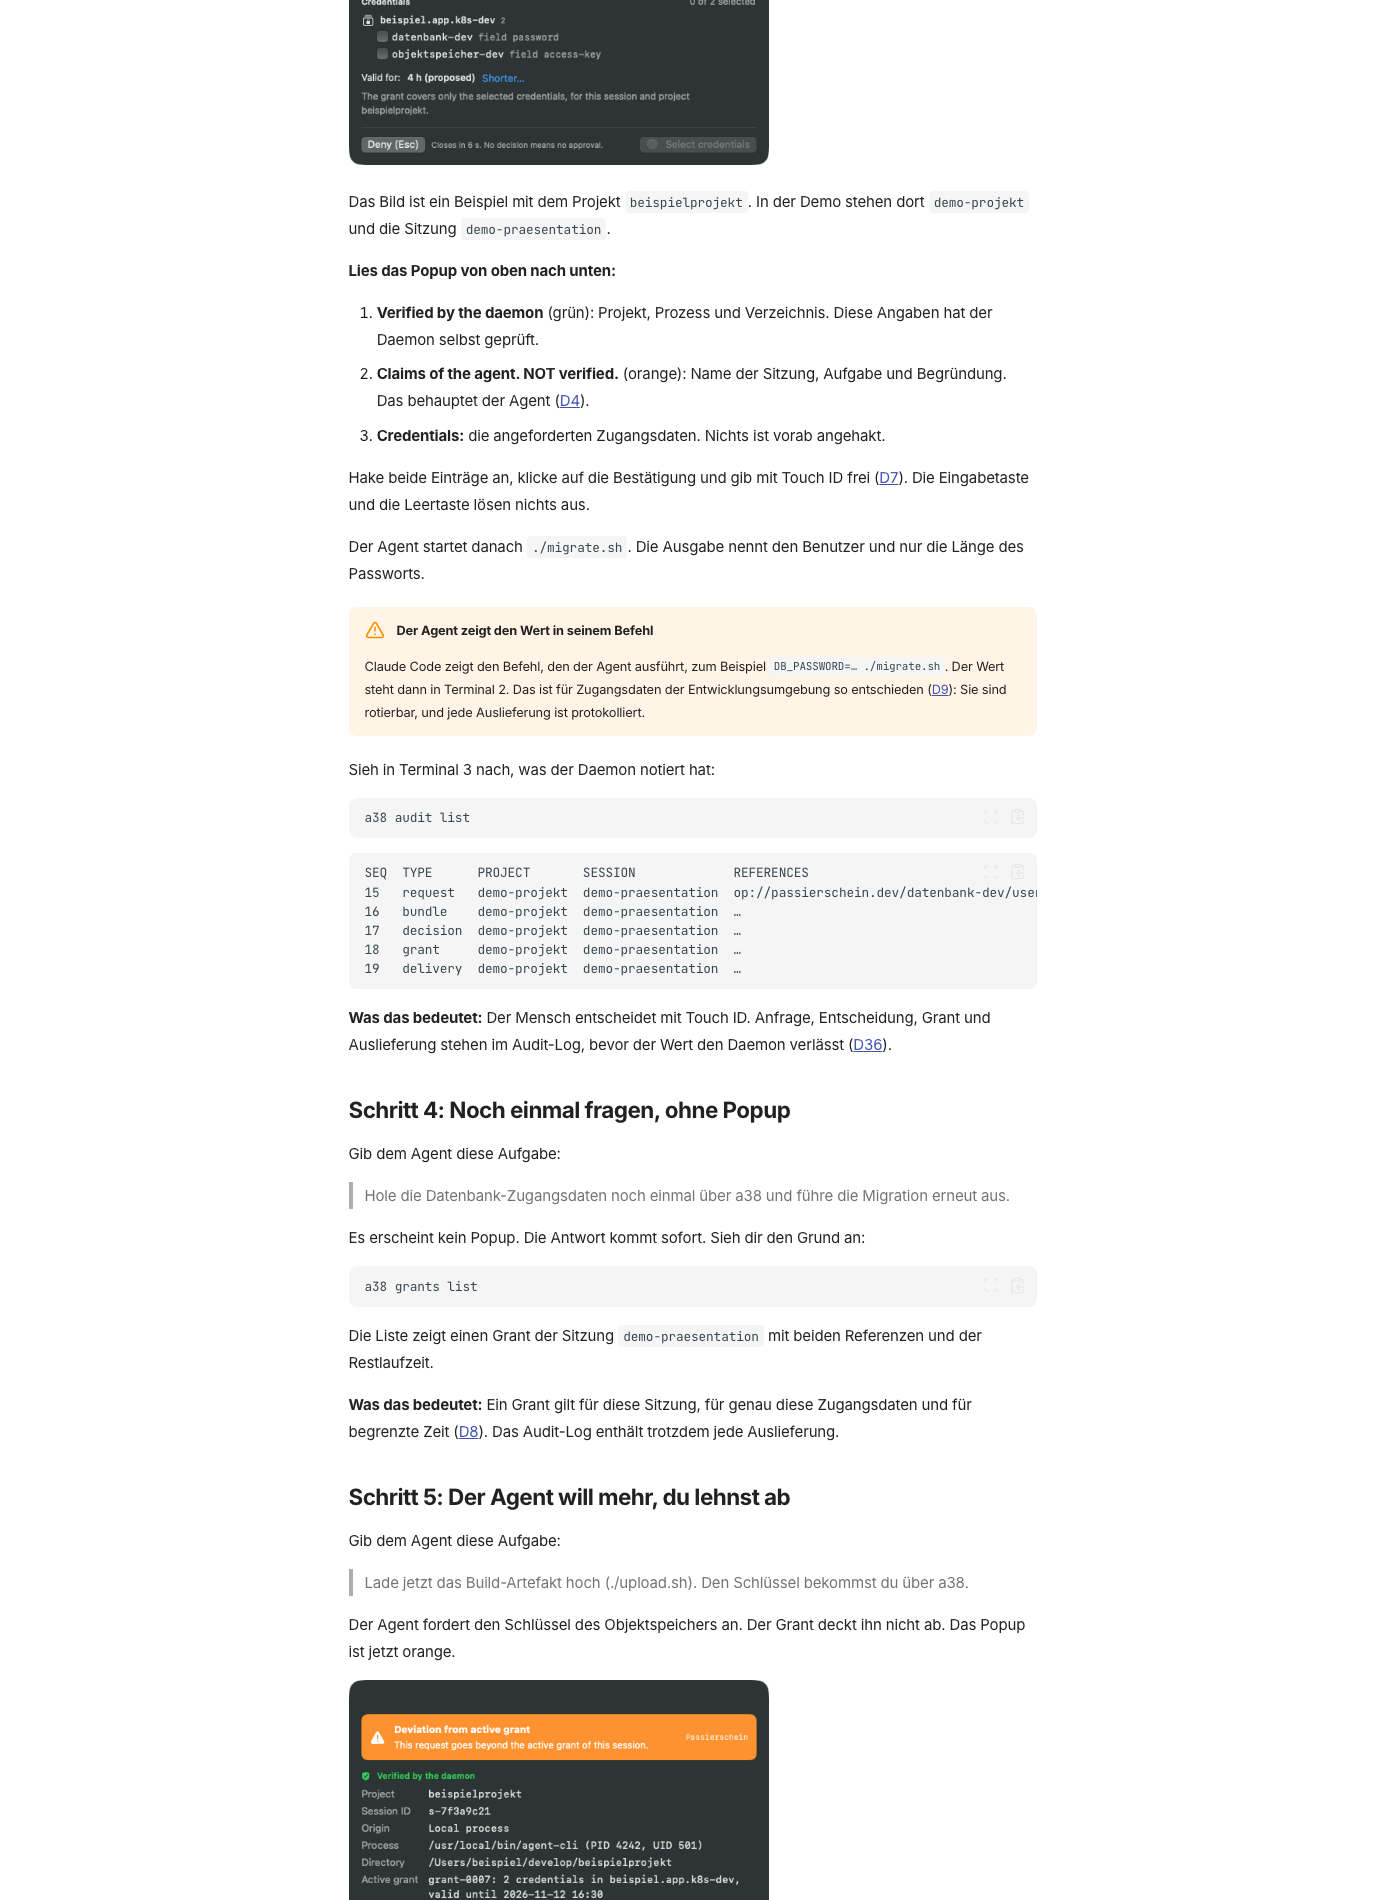 Credentials 0 of 2 selected
beispiel.app.k8s-dev 2
datenbank-dev field password
objektspeicher-dev field access-key
Valid for: 4 h (proposed) Shorter...
The grant covers only the selected credentials, for this session and project
beispielprojekt.
Deny (Esc) Closes in 6 s. No decision means no approval. Select credentials
Das Bild ist ein Beispiel mit dem Projekt beispielprojekt. In der Demo stehen dort demo-projekt
und die Sitzung demo-praesentation.
Lies das Popup von oben nach unten:
1. Verified by the daemon (grün): Projekt, Prozess und Verzeichnis. Diese Angaben hat der
Daemon selbst geprüft.
2. Claims of the agent. NOT verified. (orange): Name der Sitzung, Aufgabe und Begründung.
Das behauptet der Agent (D4).
3. Credentials: die angeforderten Zugangsdaten. Nichts ist vorab angehakt.
Hake beide Einträge an, klicke auf die Bestätigung und gib mit Touch ID frei (D7). Die Eingabetaste
und die Leertaste lösen nichts aus.
Der Agent startet danach ./migrate.sh. Die Ausgabe nennt den Benutzer und nur die Länge des
Passworts.
Der Agent zeigt den Wert in seinem Befehl
Claude Code zeigt den Befehl, den der Agent ausführt, zum Beispiel DB_PASSWORD=… ./migrate.sh. Der Wert
steht dann in Terminal 2. Das ist für Zugangsdaten der Entwicklungsumgebung so entschieden (D9): Sie sind
rotierbar, und jede Auslieferung ist protokolliert.
Sieh in Terminal 3 nach, was der Daemon notiert hat:
a38 audit list
SEQ TYPE PROJECT SESSION REFERENCES
15 request demo-projekt demo-praesentation op://passierschein.dev/datenbank-dev/user
16 bundle demo-projekt demo-praesentation …
17 decision demo-projekt demo-praesentation …
18 grant demo-projekt demo-praesentation …
19 delivery demo-projekt demo-praesentation …
Was das bedeutet: Der Mensch entscheidet mit Touch ID. Anfrage, Entscheidung, Grant und
Auslieferung stehen im Audit-Log, bevor der Wert den Daemon verlässt (D36).
Schritt 4: Noch einmal fragen, ohne Popup
Gib dem Agent diese Aufgabe:
Hole die Datenbank-Zugangsdaten noch einmal über a38 und führe die Migration erneut aus.
Es erscheint kein Popup. Die Antwort kommt sofort. Sieh dir den Grund an:
a38 grants list
Die Liste zeigt einen Grant der Sitzung demo-praesentation mit beiden Referenzen und der
Restlaufzeit.
Was das bedeutet: Ein Grant gilt für diese Sitzung, für genau diese Zugangsdaten und für
begrenzte Zeit (D8). Das Audit-Log enthält trotzdem jede Auslieferung.
Schritt 5: Der Agent will mehr, du lehnst ab
Gib dem Agent diese Aufgabe:
Lade jetzt das Build-Artefakt hoch (./upload.sh). Den Schlüssel bekommst du über a38.
Der Agent fordert den Schlüssel des Objektspeichers an. Der Grant deckt ihn nicht ab. Das Popup
ist jetzt orange.
Deviation from active grant
This request goes beyond the active grant of this session. Passierschein
Verified by the daemon
Project beispielprojekt
Session ID s-7f3a9c21
Origin Local process
Process /usr/local/bin/agent-cli (PID 4242, UID 501)
Directory /Users/beispiel/develop/beispielprojekt
Active grant grant-0007: 2 credentials in beispiel.app.k8s-dev,
valid until 2026-11-12 16:30